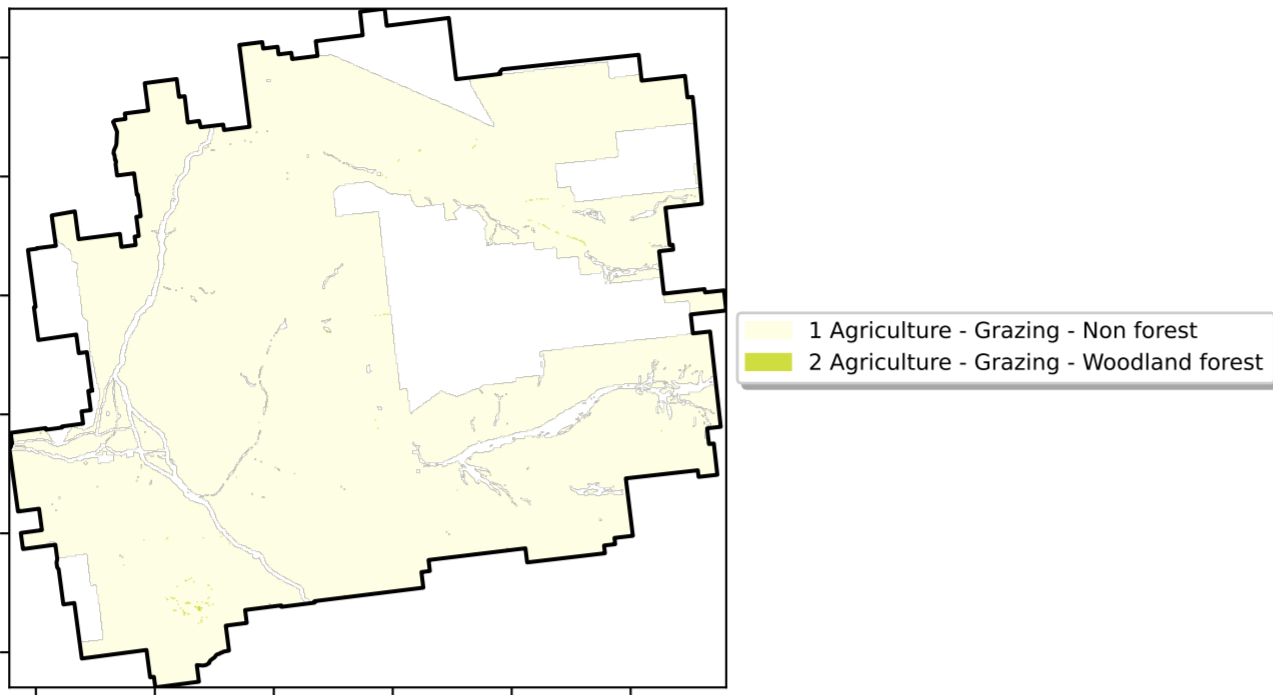 1 Agriculture - Grazing - Non forest
2 Agriculture - Grazing - Woodland forest